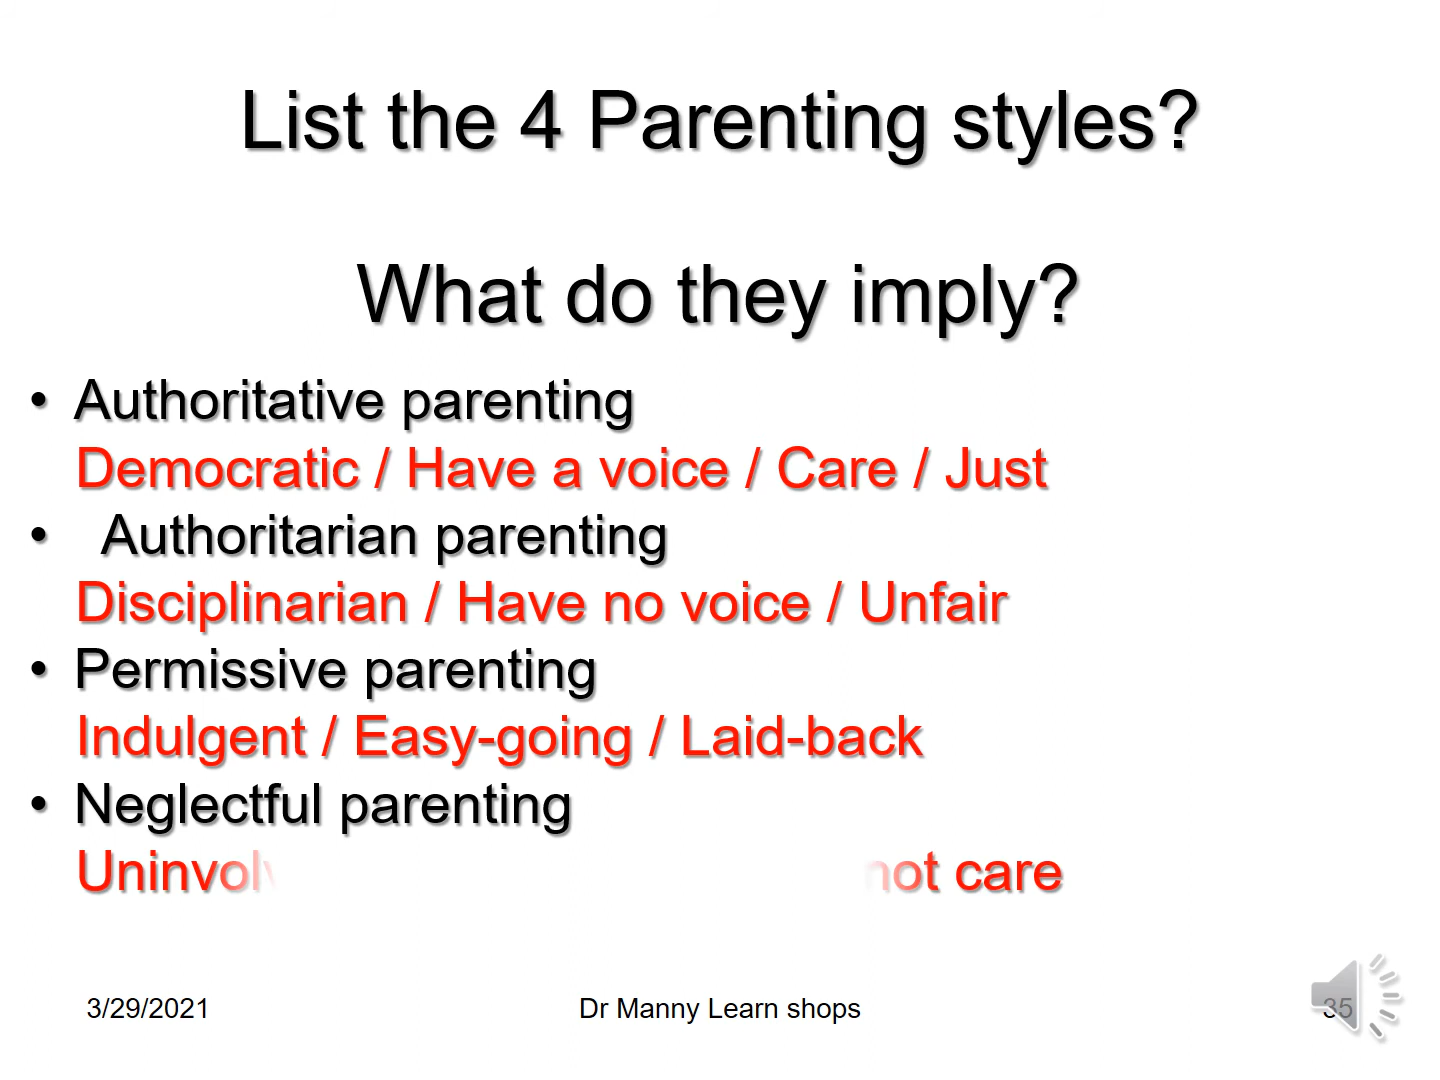 List the 4 Parenting styles?
What do they imply?
• Authoritative parenting
Democratic / Have a voice / Care / Just
• Authoritarian parenting
Disciplinarian / Have no voice / Unfair
• Permissive parenting
Indulgent / Easy-going / Laid-back
• Neglectful parenting
not care
3/29/2021
Dr Manny Learn shops
35